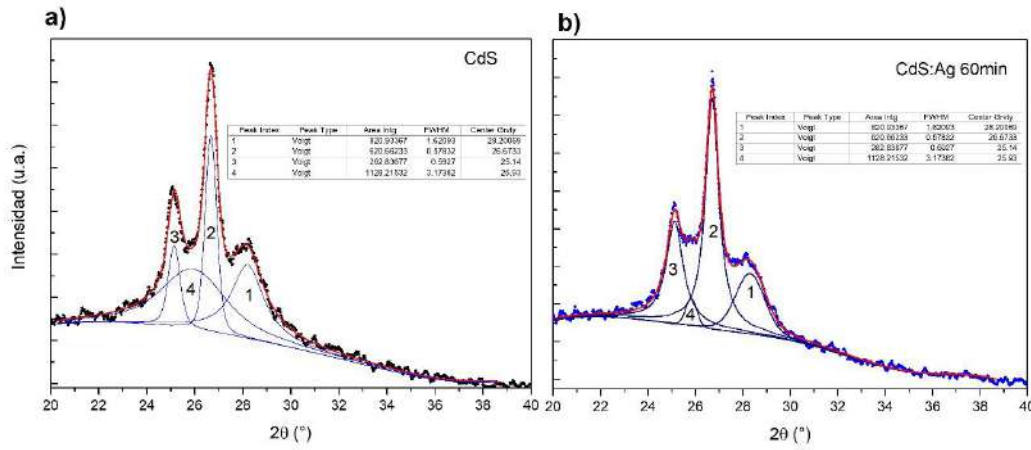 a)
CdS
Peak Index Peak Type Area Intg FWHM Center Grvty
1 Voigt 820.93367 1.62093 28.20069
2 Voigt 620.66233 0.57832 26.6733
3 Voigt 282.83677 0.5927 25.14
4 Voigt 1128.21532 3.17382 25.93
3
2
4
1
Intensidad (u.a.)
20 22 24 26 28 30 32 34 36 38 40
2θ (°)
b)
CdS:Ag 60min
Peak Index Peak Type Area Intg FWHM Center Grvty
1 Voigt 820.93367 1.62093 28.20069
2 Voigt 620.66233 0.57832 26.6733
3 Voigt 282.83677 0.5927 25.14
4 Voigt 1128.21532 3.17382 25.93
2
3
1
4
20 22 24 26 28 30 32 34 36 38 40
2θ (°)